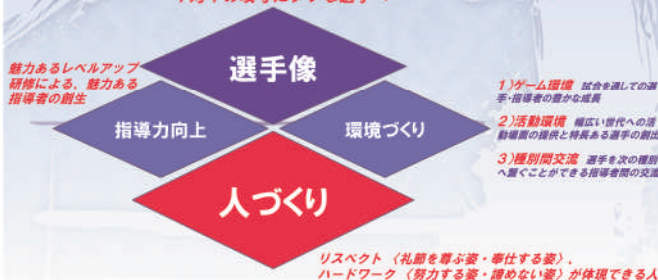 選手像
魅力あるレベルアップ
研修による、魅力ある
指導者の創生
指導力向上
環境づくり
1)ゲーム環境 試合を通しての選
手・指導者の豊かな成長
2)活動環境 幅広い世代への活
動場面の提供と特長ある選手の創出
3)種別間交流 選手を次の種別
へ繋ぐことができる指導者間の交流
人づくり
リスペクト〈礼節を尊ぶ姿・奉仕する姿〉、
ハードワーク〈努力する姿・諦めない姿〉が体現できる人